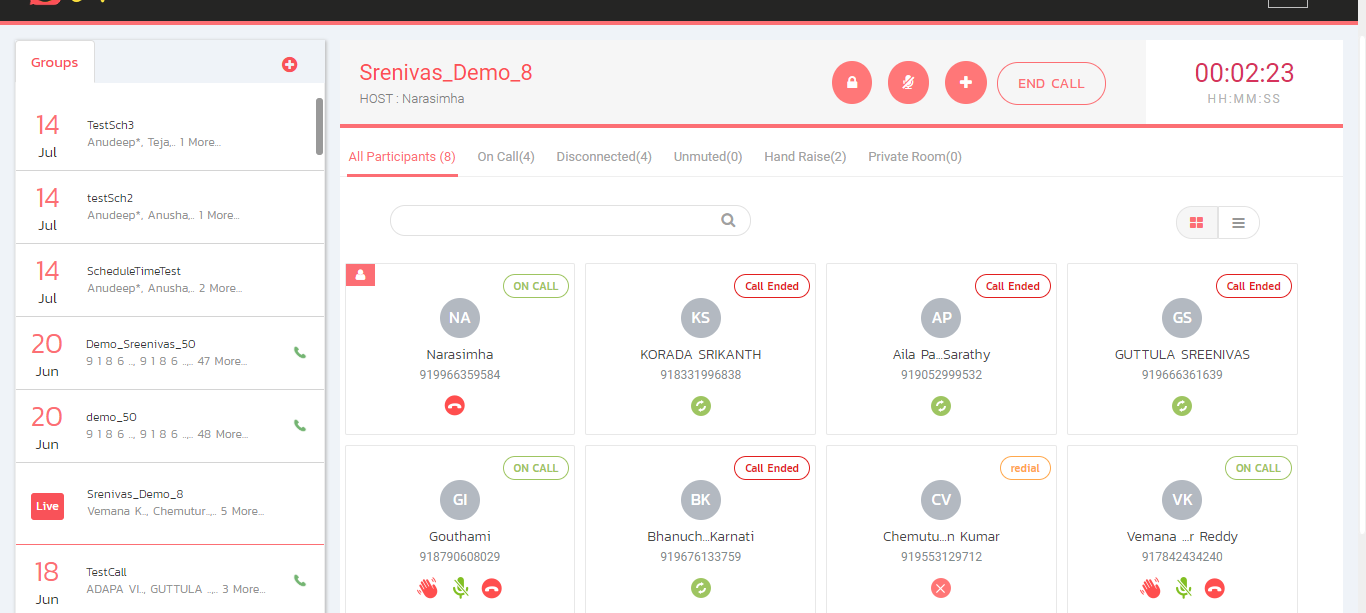 Groups
14
Jul
TestSch3
Anudeep*, Teja,.. 1 More...
14
Jul
testSch2
Anudeep*, Anusha,.. 1 More...
14
Jul
ScheduleTimeTest
Anudeep*, Anusha,.. 2 More...
20
Jun
Demo_Sreenivas_50
9 1 8 6 .., 9 1 8 6 ..,.. 47 More...
20
Jun
demo_50
9 1 8 6 .., 9 1 8 6 ..,.. 48 More...
Live
Srenivas_Demo_8
Vemana K.., Chemutur..,.. 5 More...
18
Jun
TestCall
ADAPA VI.., GUTTULA ..,.. 3 More...
Srenivas_Demo_8
HOST : Narasimha
END CALL
00:02:23
HH:MM:SS
All Participants (8)
On Call(4)
Disconnected(4)
Unmuted(0)
Hand Raise(2)
Private Room(0)
ON CALL
NA
Narasimha
919966359584
Call Ended
KS
KORADA SRIKANTH
918331996838
Call Ended
AP
Aila Pa...Sarathy
919052999532
Call Ended
GS
GUTTULA SREENIVAS
919666361639
ON CALL
GI
Gouthami
918790608029
Call Ended
BK
Bhanuch...Karnati
919676133759
redial
CV
Chemutu...n Kumar
919553129712
ON CALL
VK
Vemana ...r Reddy
917842434240